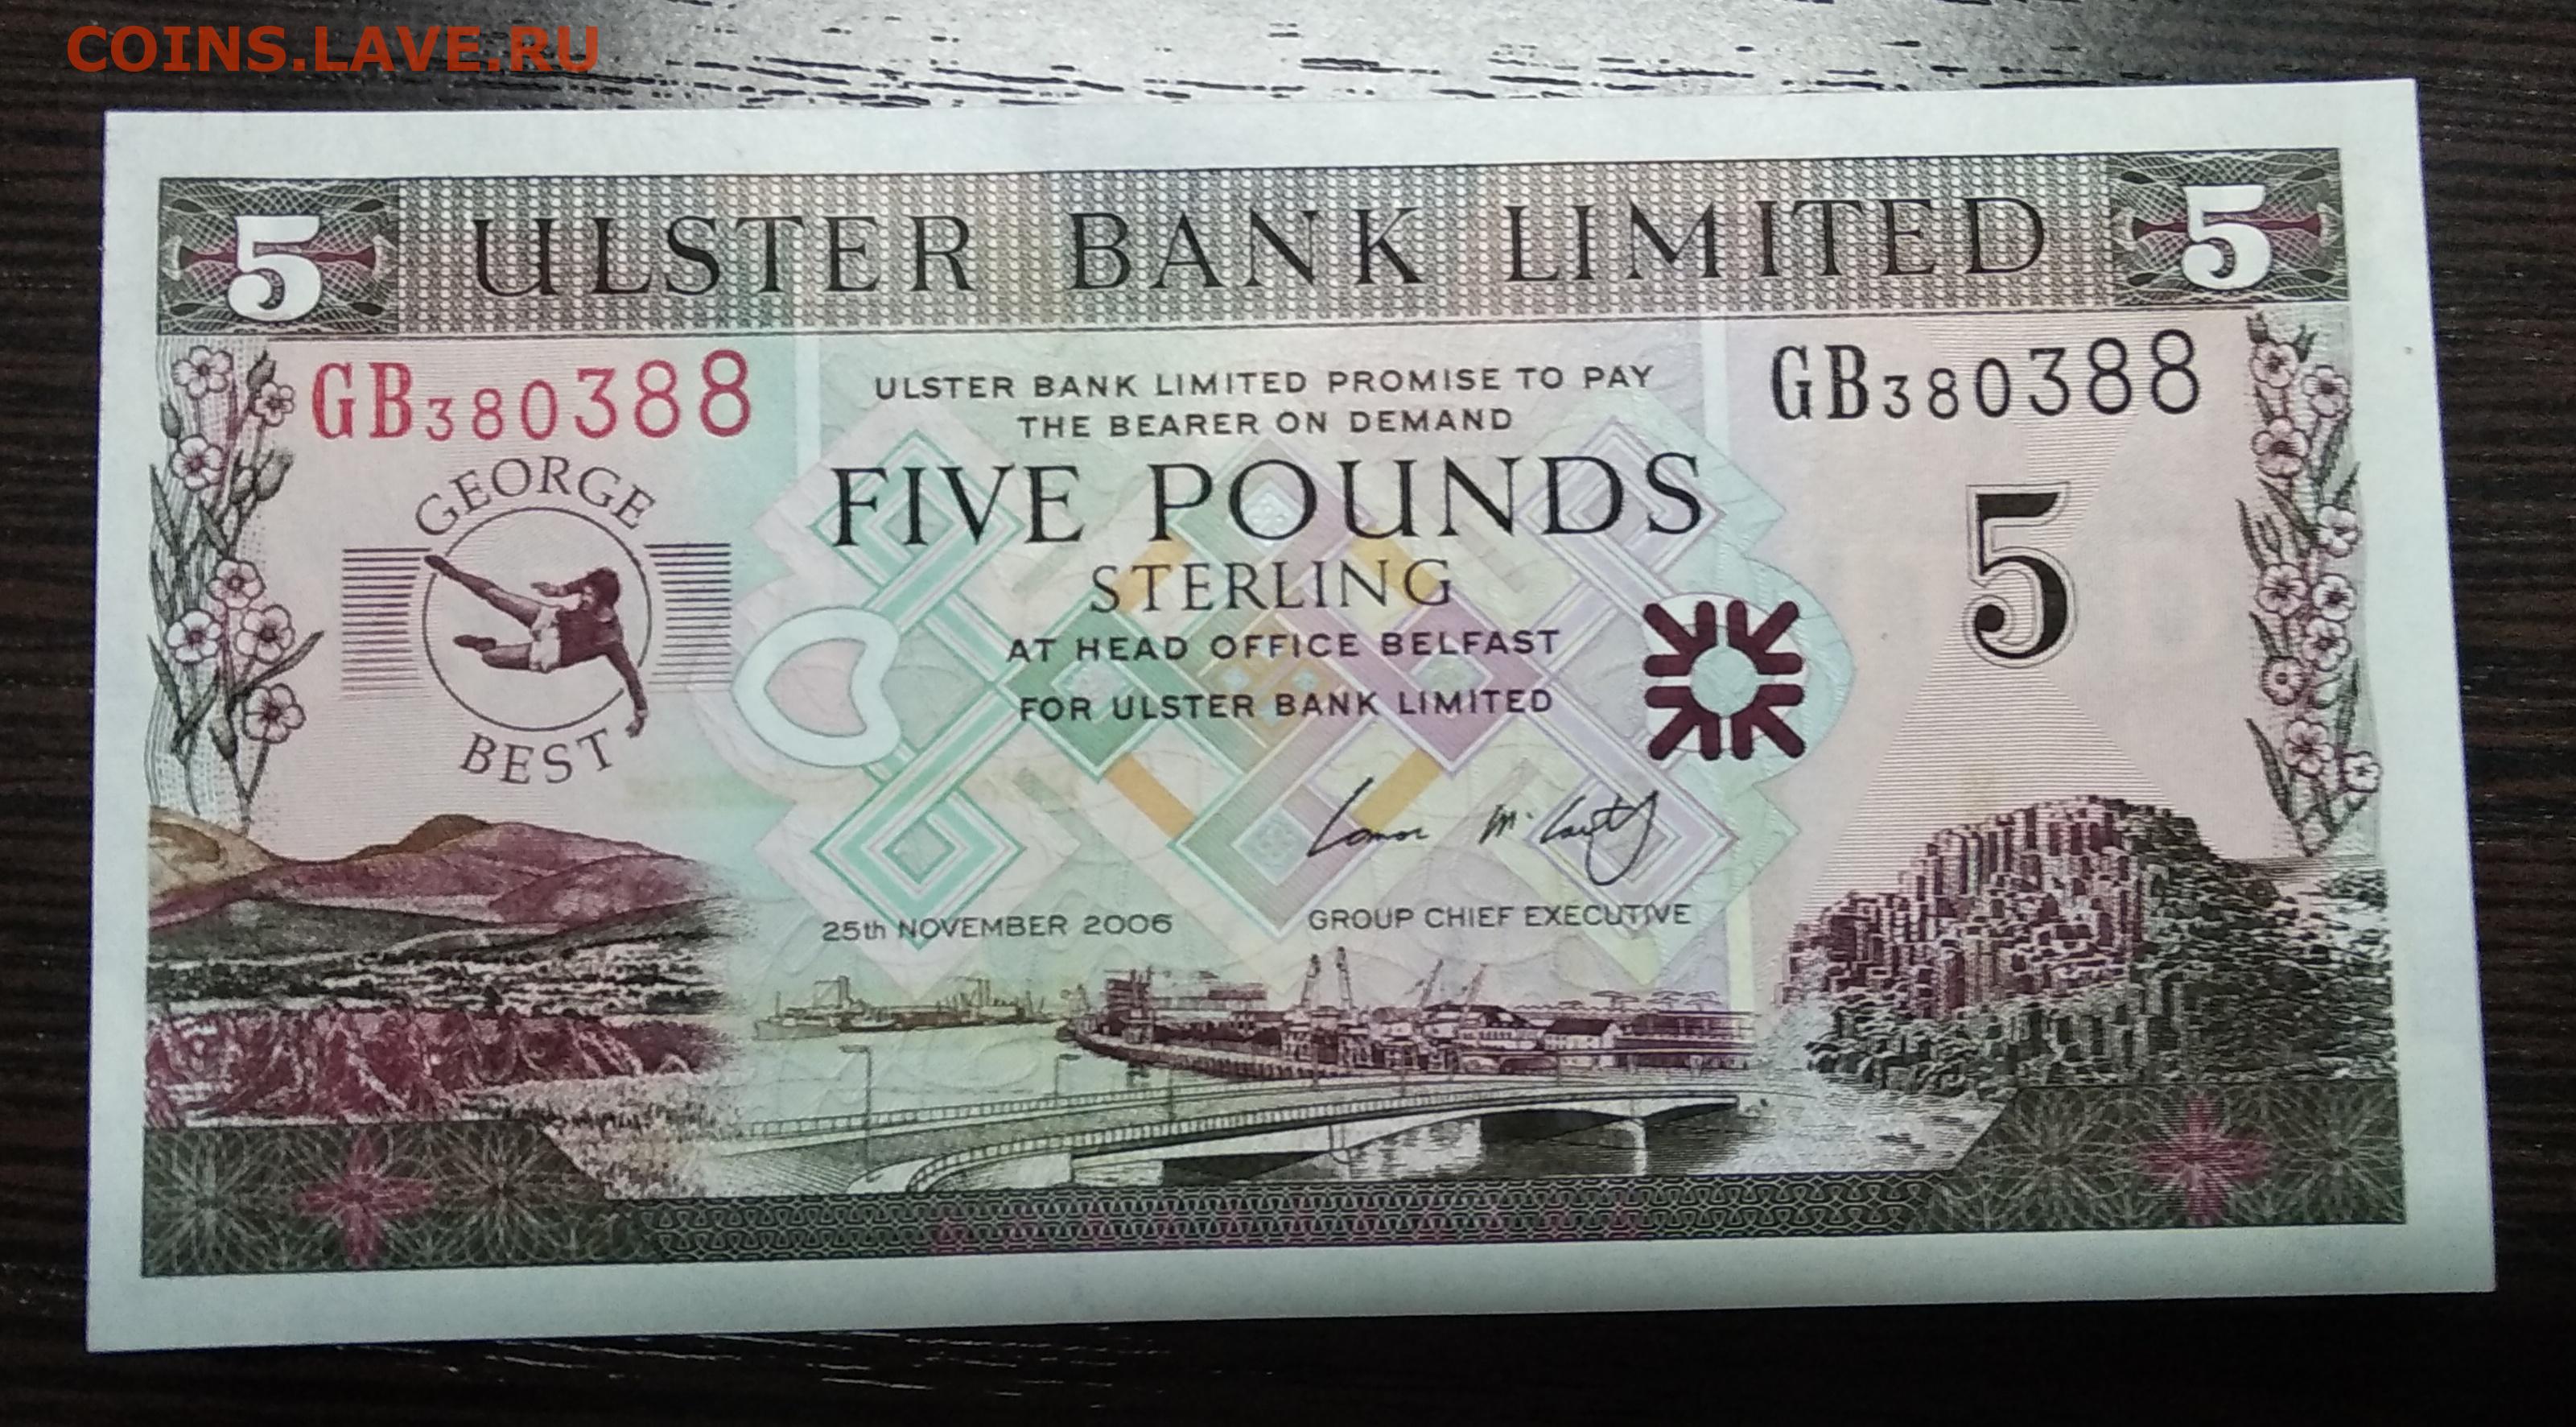 COINS.LAVE.RU
5 ULSTER BANK LIMITED 5
GB380388
GB380388
ULSTER BANK LIMITED PROMISE TO PAY
THE BEARER ON DEMAND
FIVE POUNDS
STERLING
AT HEAD OFFICE BELFAST
FOR ULSTER BANK LIMITED
5
GEORGE
BEST
25th NOVEMBER 2006
GROUP CHIEF EXECUTIVE